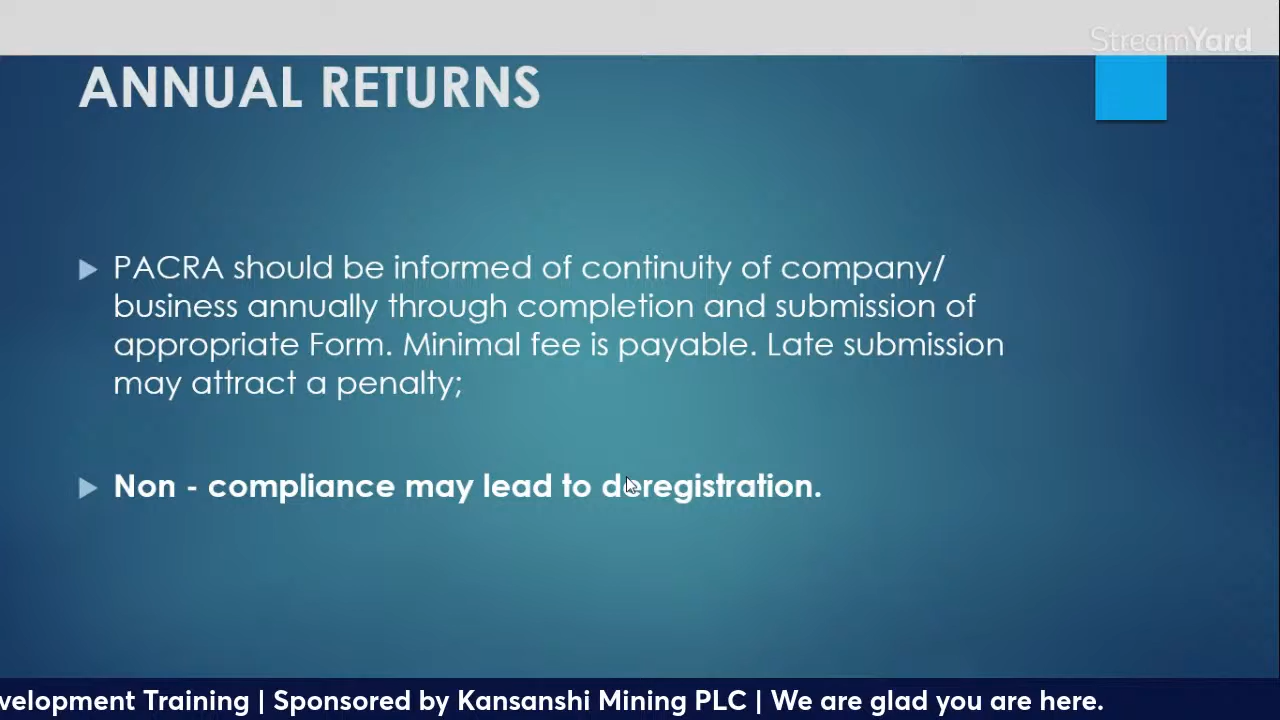 StreamYard
ANNUAL RETURNS
PACRA should be informed of continuity of company/
business annually through completion and submission of
appropriate Form. Minimal fee is payable. Late submission
may attract a penalty;
Non - compliance may lead to deregistration.
velopment Training | Sponsored by Kansanshi Mining PLC | We are glad you are here.